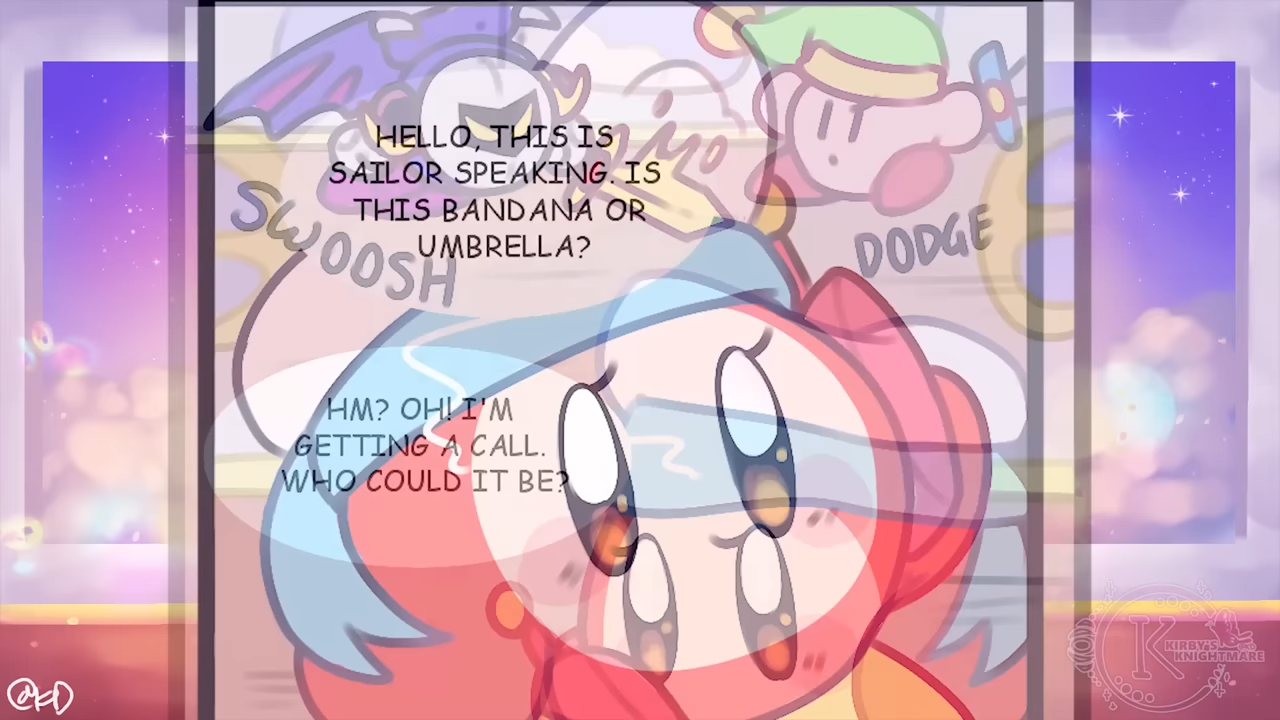 HELLO, THIS IS
SAILOR SPEAKING. IS
THIS BANDANA OR
UMBRELLA?
SWOOSH
DODGE
HM? OH! I'M
GETTING A CALL.
WHO COULD IT BE?
K
KIRBY'S
KNIGHTMARE